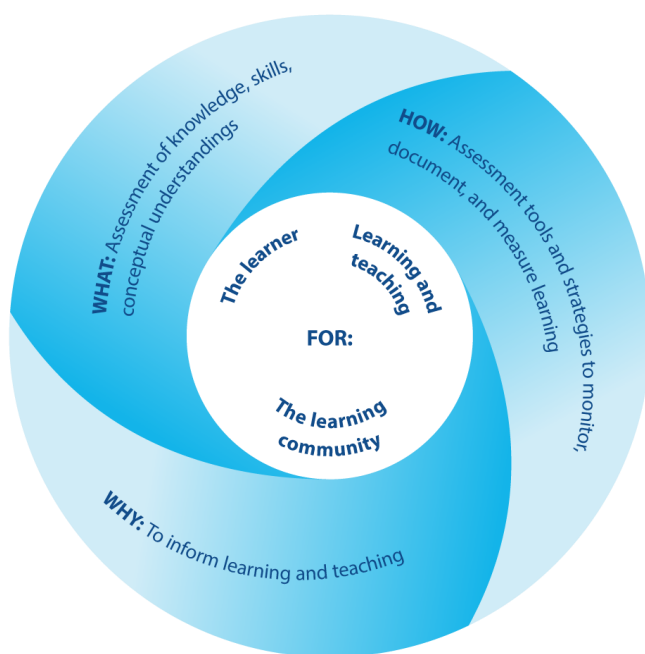 WHAT: Assessment of knowledge, skills,
conceptual understandings
HOW: Assessment tools and strategies to monitor,
document, and measure learning
The learner
Learning and
teaching
FOR:
The learning
community
WHY: To inform learning and teaching